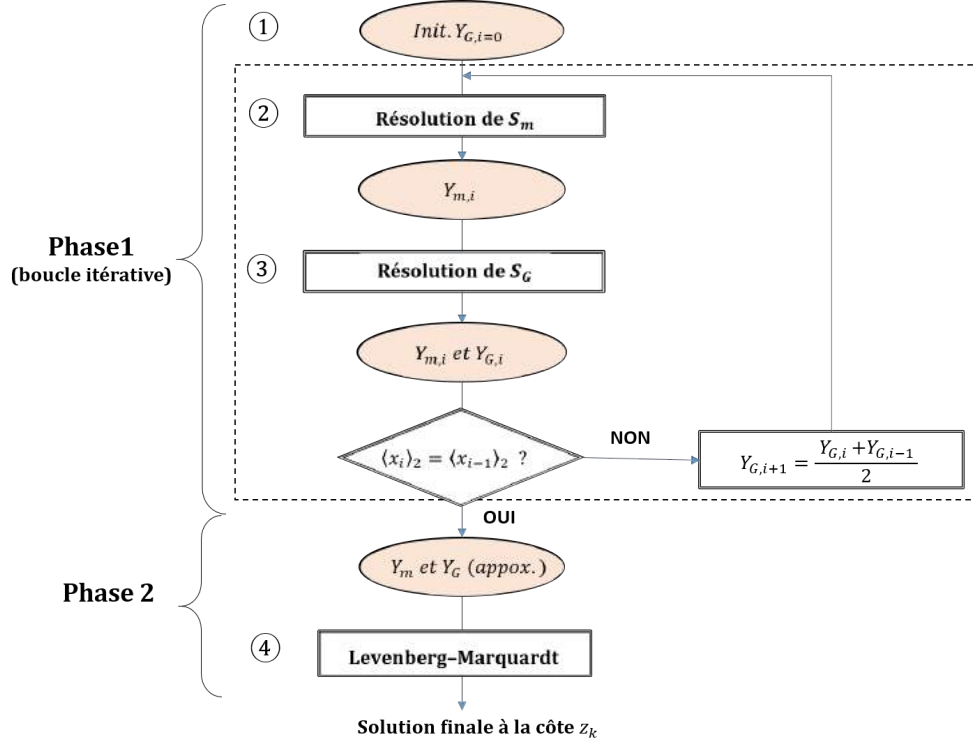 ①
Init. Y_{G,i=0}
②
Résolution de S_m
Y_{m,i}
Phase1
(boucle itérative)
③
Résolution de S_G
Y_{m,i} et Y_{G,i}
⟨x_i⟩_2 = ⟨x_{i-1}⟩_2 ?
NON
Y_{G,i+1} = \frac{Y_{G,i} + Y_{G,i-1}}{2}
OUI
Y_m et Y_G (appox.)
Phase 2
④
Levenberg–Marquardt
Solution finale à la côte z_k